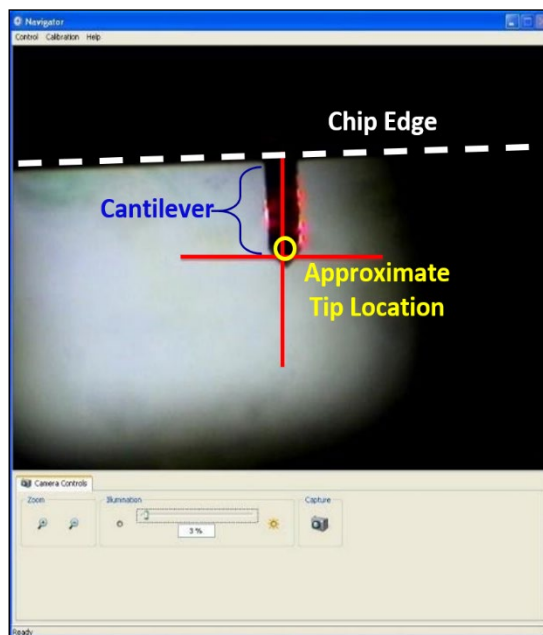 Navigator
Control Calibration Help
Chip Edge
Cantilever
Approximate
Tip Location
Camera Controls
Zoom
Illumination
Capture
3 %
Ready